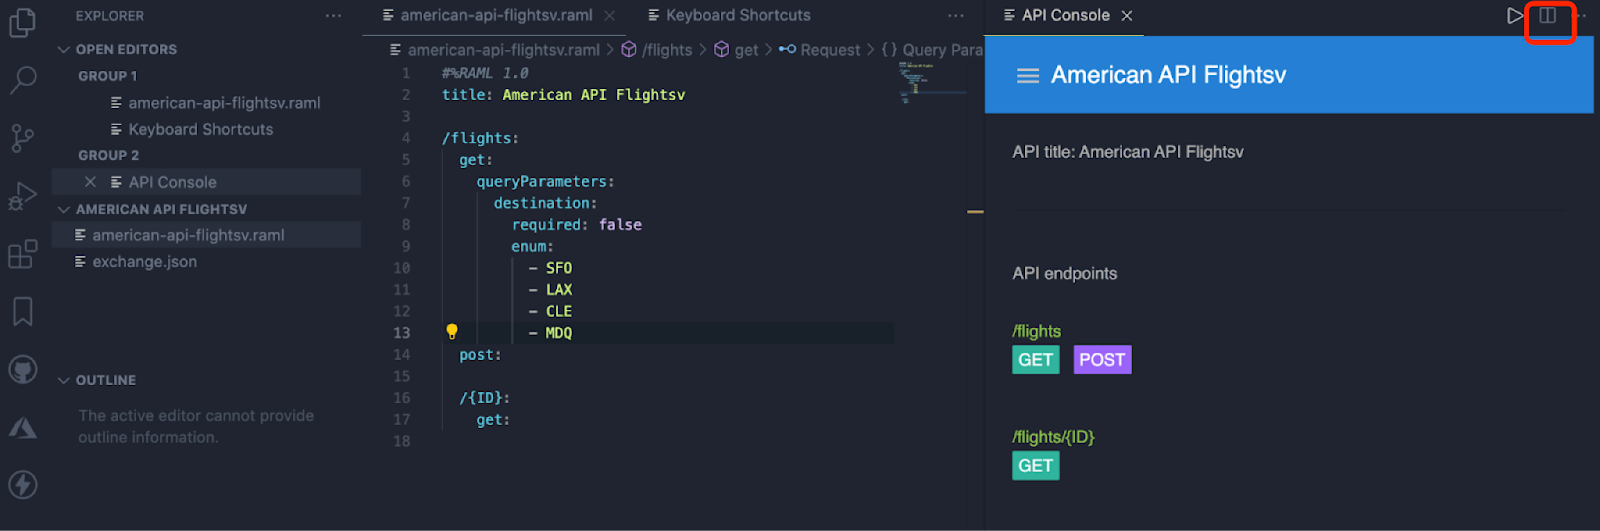 EXPLORER
OPEN EDITORS
GROUP 1
american-api-flightsv.raml
Keyboard Shortcuts
GROUP 2
API Console
AMERICAN API FLIGHTSV
american-api-flightsv.raml
exchange.json
OUTLINE
The active editor cannot provide
outline information.
american-api-flightsv.raml
Keyboard Shortcuts
american-api-flightsv.raml > /flights > get > Request > {} Query Para
1 #%RAML 1.0
2 title: American API Flightsv
3
4 /flights:
5 get:
6 queryParameters:
7 destination:
8 required: false
9 enum:
10 - SFO
11 - LAX
12 - CLE
13 - MDQ
14 post:
15
16 /{ID}:
17 get:
18
API Console
American API Flightsv
API title: American API Flightsv
API endpoints
/flights
GET POST
/flights/{ID}
GET